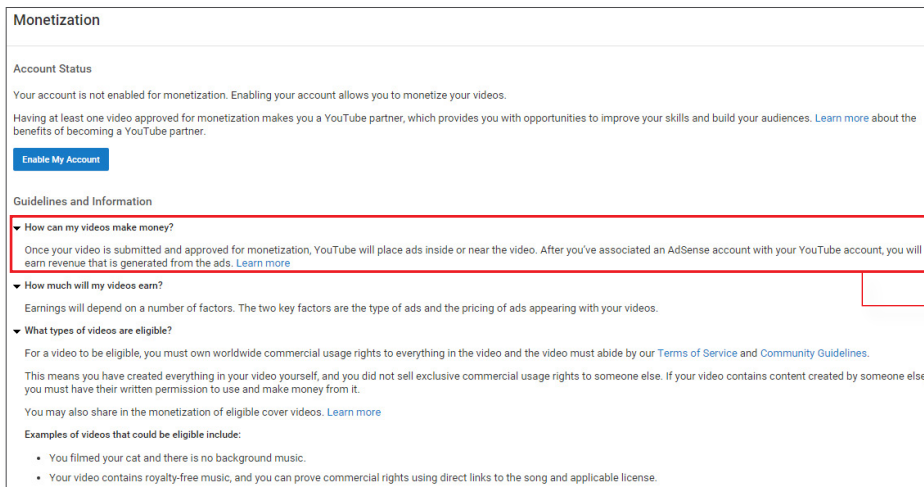 Monetization
Account Status
Your account is not enabled for monetization. Enabling your account allows you to monetize your videos.
Having at least one video approved for monetization makes you a YouTube partner, which provides you with opportunities to improve your skills and build your audiences. Learn more about the
benefits of becoming a YouTube partner.
Enable My Account
Guidelines and Information
How can my videos make money?
Once your video is submitted and approved for monetization, YouTube will place ads inside or near the video. After you've associated an AdSense account with your YouTube account, you will
earn revenue that is generated from the ads. Learn more
How much will my videos earn?
Earnings will depend on a number of factors. The two key factors are the type of ads and the pricing of ads appearing with your videos.
What types of videos are eligible?
For a video to be eligible, you must own worldwide commercial usage rights to everything in the video and the video must abide by our Terms of Service and Community Guidelines.
This means you have created everything in your video yourself, and you did not sell exclusive commercial usage rights to someone else. If your video contains content created by someone else
you must have their written permission to use and make money from it.
You may also share in the monetization of eligible cover videos. Learn more
Examples of videos that could be eligible include:
• You filmed your cat and there is no background music.
• Your video contains royalty-free music, and you can prove commercial rights using direct links to the song and applicable license.